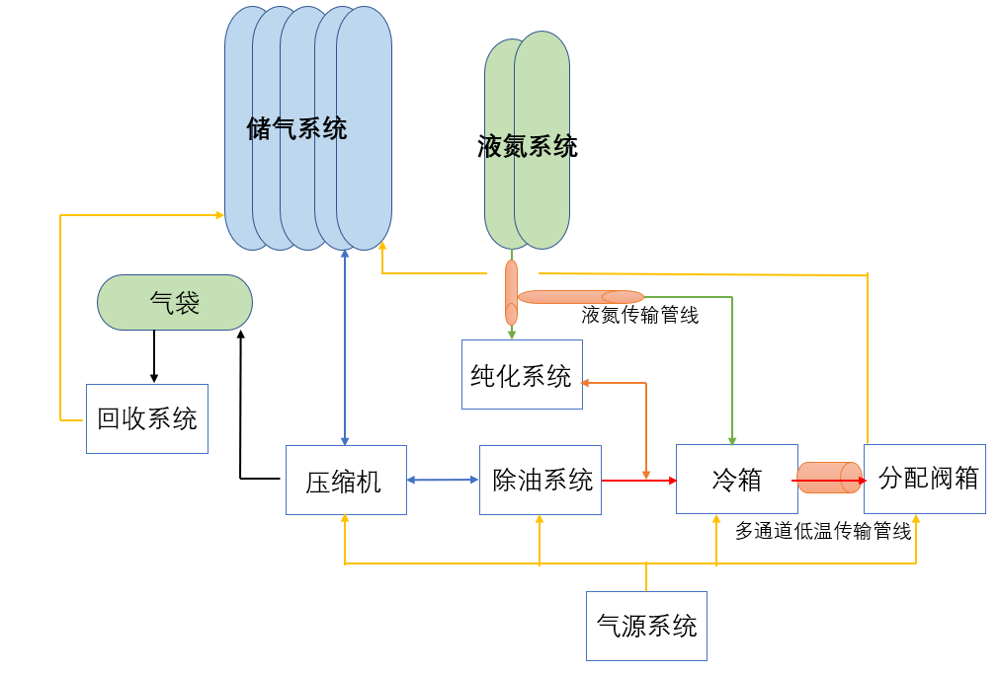 储气系统
液氮系统
气袋
液氮传输管线
纯化系统
回收系统
压缩机
除油系统
冷箱
分配阀箱
多通道低温传输管线
气源系统